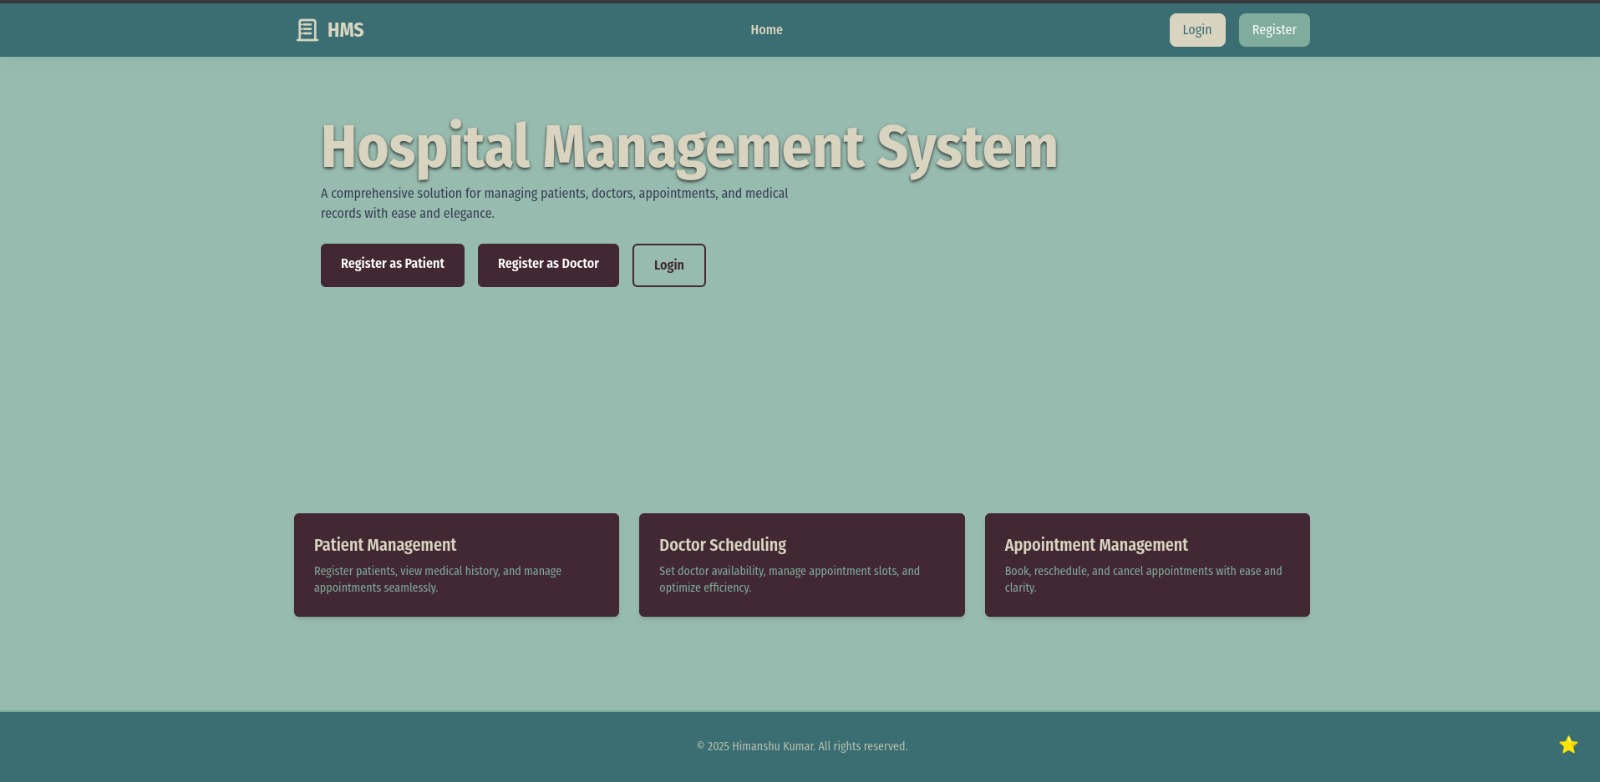 HMS
Home
Login
Register
Hospital Management System
A comprehensive solution for managing patients, doctors, appointments, and medical
records with ease and elegance.
Register as Patient
Register as Doctor
Login
Patient Management
Register patients, view medical history, and manage
appointments seamlessly.
Doctor Scheduling
Set doctor availability, manage appointment slots, and
optimize efficiency.
Appointment Management
Book, reschedule, and cancel appointments with ease and
clarity.
© 2025 Himanshu Kumar. All rights reserved.